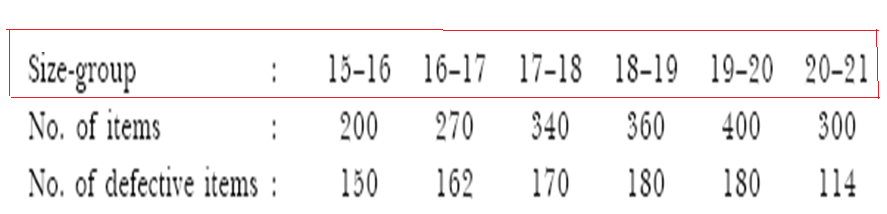 Size-group : 15–16 16–17 17–18 18–19 19–20 20–21
No. of items : 200 270 340 360 400 300
No. of defective items : 150 162 170 180 180 114